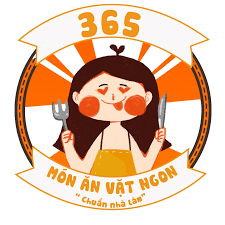 365
MÓN ĂN VẶT NGON
"Chuẩn nhà làm"